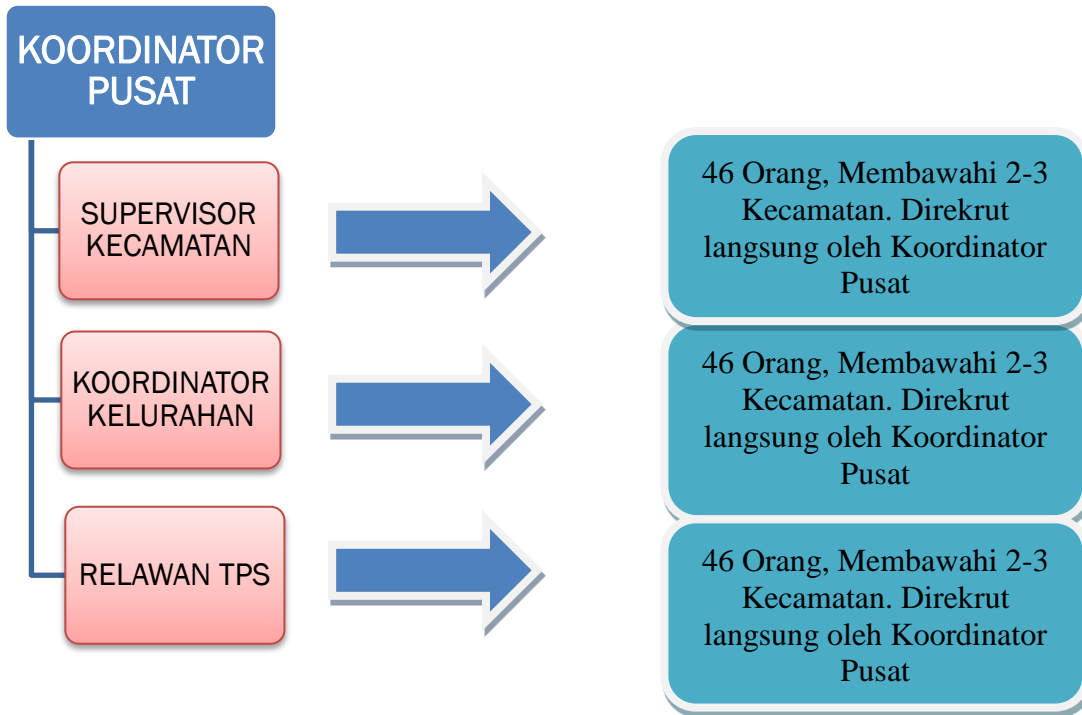 KOORDINATOR
PUSAT
SUPERVISOR
KECAMATAN
46 Orang, Membawahi 2-3
Kecamatan. Direkrut
langsung oleh Koordinator
Pusat
KOORDINATOR
KELURAHAN
46 Orang, Membawahi 2-3
Kecamatan. Direkrut
langsung oleh Koordinator
Pusat
RELAWAN TPS
46 Orang, Membawahi 2-3
Kecamatan. Direkrut
langsung oleh Koordinator
Pusat